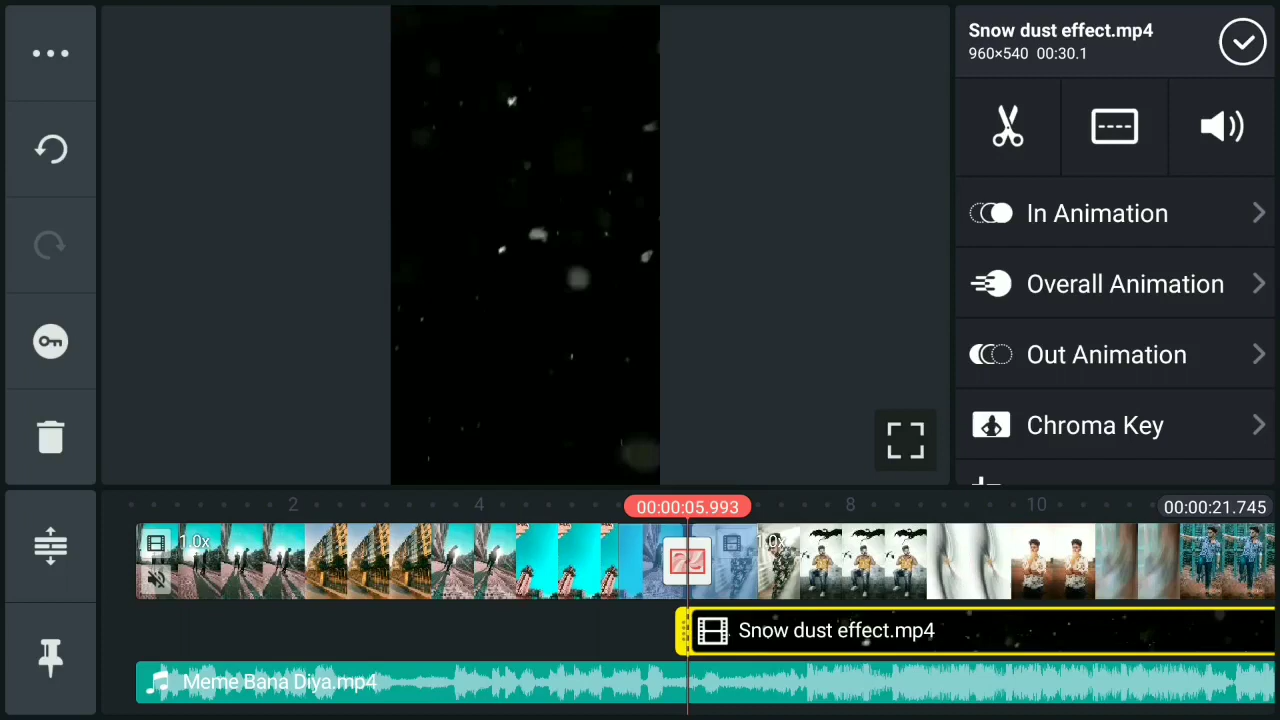 Snow dust effect.mp4
960×540 00:30.1
In Animation
Overall Animation
Out Animation
Chroma Key
2
4
00:00:05.993
8
10
00:00:21.745
1.0x
1.0x
Snow dust effect.mp4
Meme Bana Diya.mp4